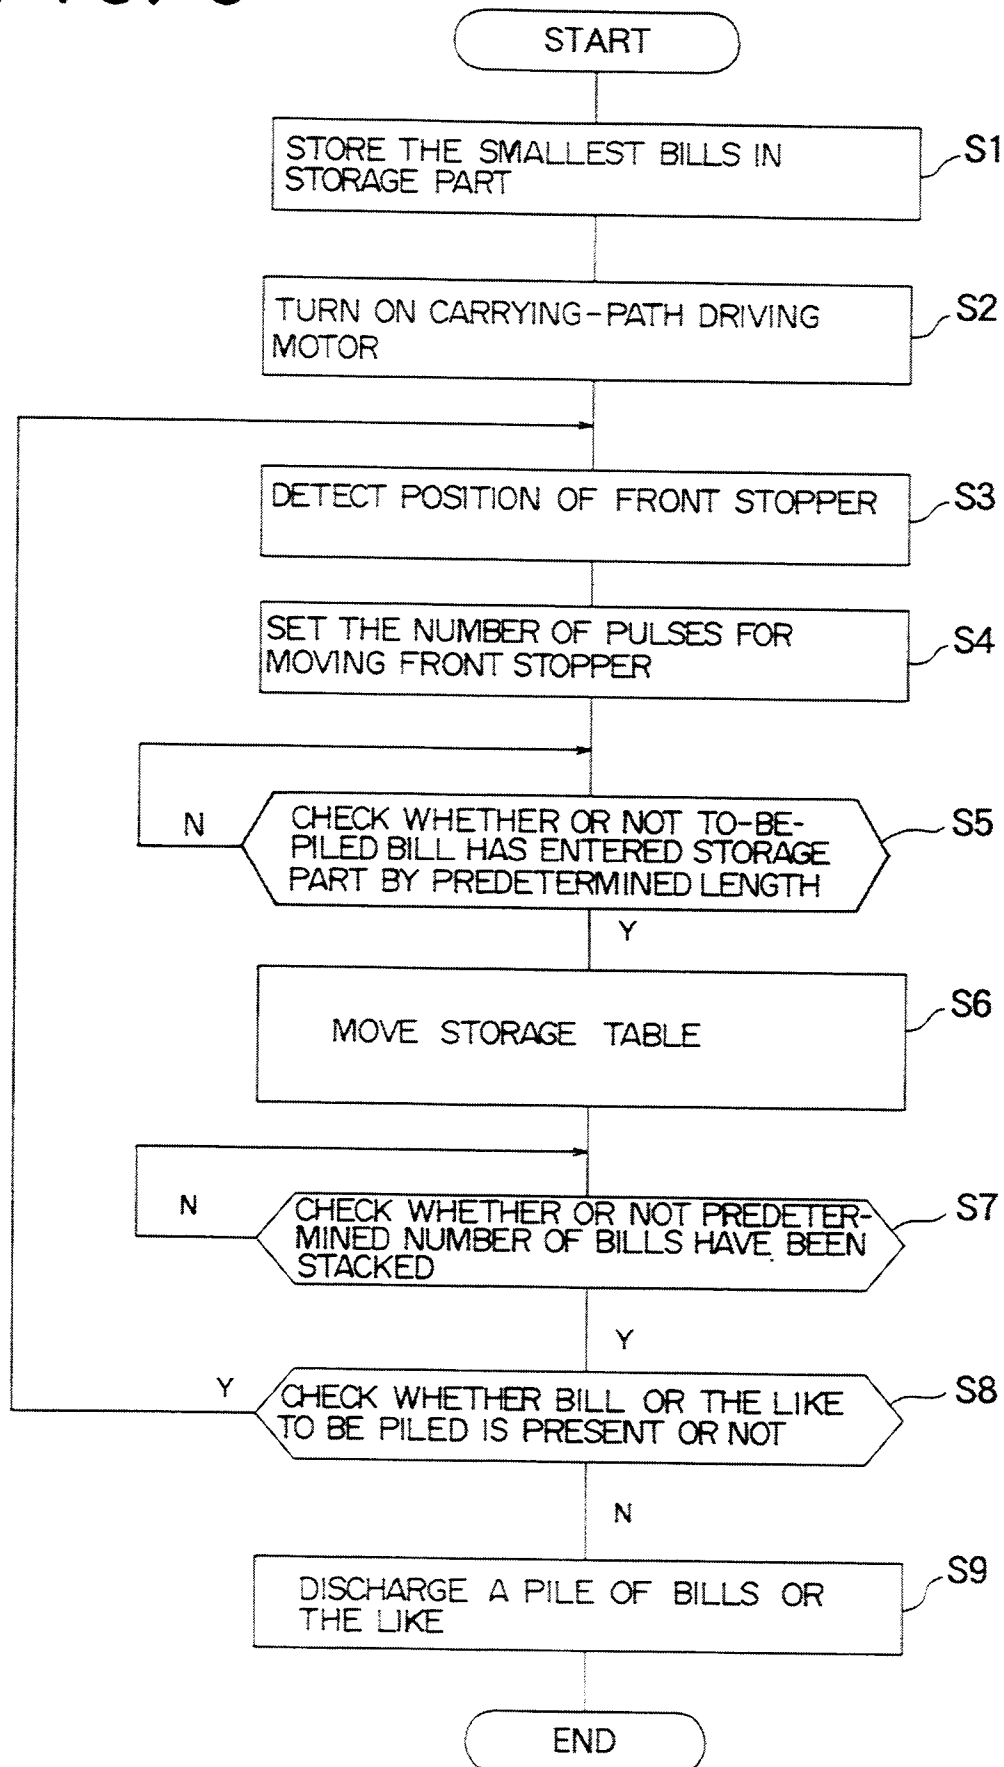 START
STORE THE SMALLEST BILLS IN
STORAGE PART
S1
TURN ON CARRYING-PATH DRIVING
MOTOR
S2
DETECT POSITION OF FRONT STOPPER
S3
SET THE NUMBER OF PULSES FOR
MOVING FRONT STOPPER
S4
N
CHECK WHETHER OR NOT TO-BE-
PILED BILL HAS ENTERED STORAGE
PART BY PREDETERMINED LENGTH
S5
Y
MOVE STORAGE TABLE
S6
N
CHECK WHETHER OR NOT PREDETER-
MINED NUMBER OF BILLS HAVE BEEN
STACKED
S7
Y
Y
CHECK WHETHER BILL OR THE LIKE
TO BE PILED IS PRESENT OR NOT
S8
N
DISCHARGE A PILE OF BILLS OR
THE LIKE
S9
END